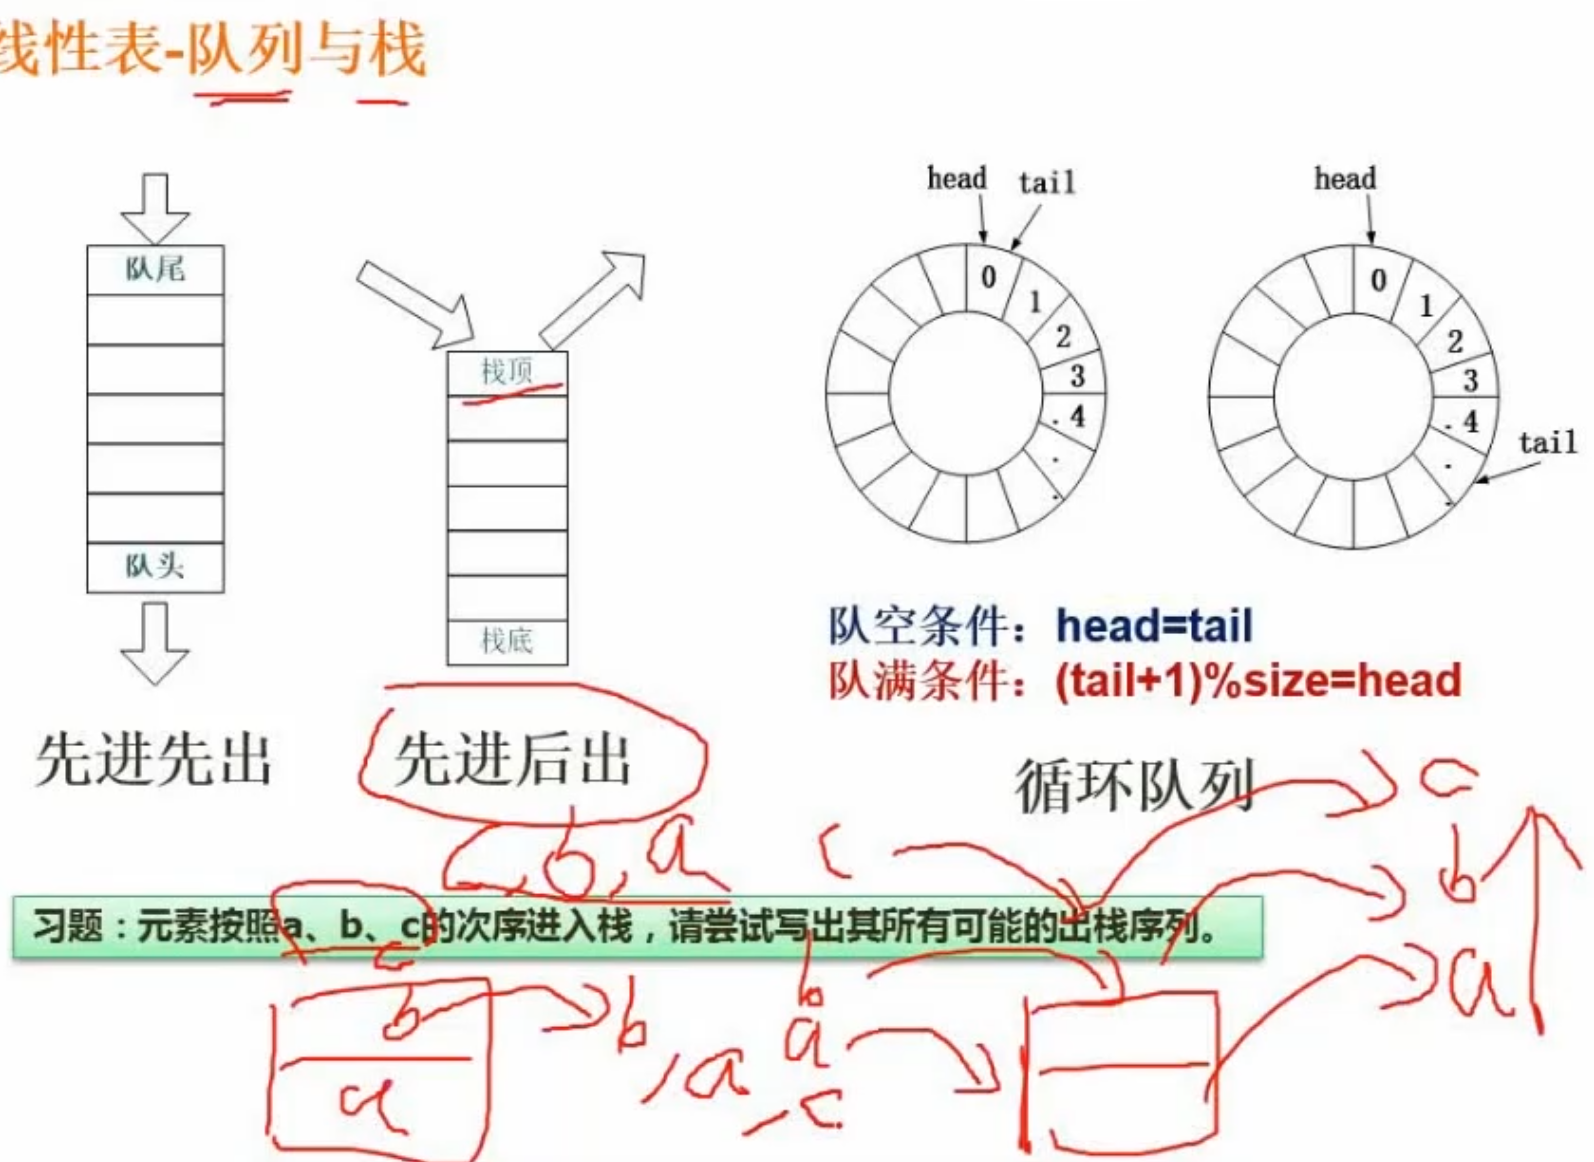 线性表-队列与栈
head tail
head
队尾
0
1
2
3
.4
.
.
0
1
2
3
.4
.
.
tail
栈顶
队头
栈底
队空条件：head=tail
队满条件：(tail+1)%size=head
先进先出
先进后出
循环队列
c
c, b, a
c
b
习题：元素按照a、b、c的次序进入栈，请尝试写出其所有可能的出栈序列。
c
b
b
b
a
a
,a
,c
a